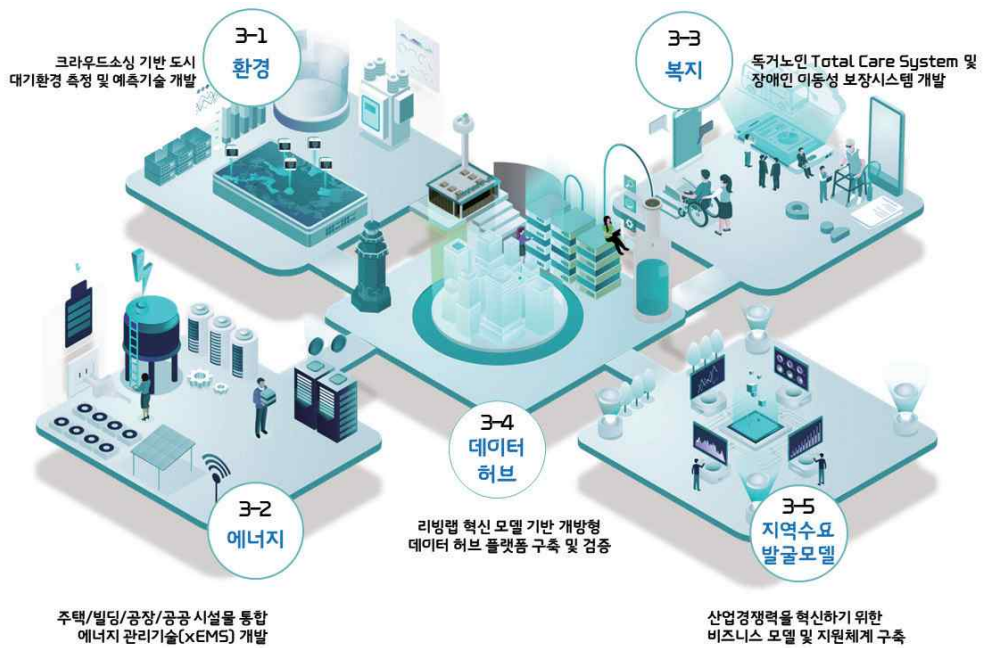 3-1
환경
크라우드소싱 기반 도시
대기환경 측정 및 예측기술 개발
3-3
복지
독거노인 Total Care System 및
장애인 이동성 보장시스템 개발
3-2
에너지
주택/빌딩/공장/공공 시설물 통합
에너지 관리기술(xEMS) 개발
3-4
데이터
허브
리빙랩 혁신 모델 기반 개방형
데이터 허브 플랫폼 구축 및 검증
3-5
지역수요
발굴모델
산업경쟁력을 혁신하기 위한
비즈니스 모델 및 지원체계 구축